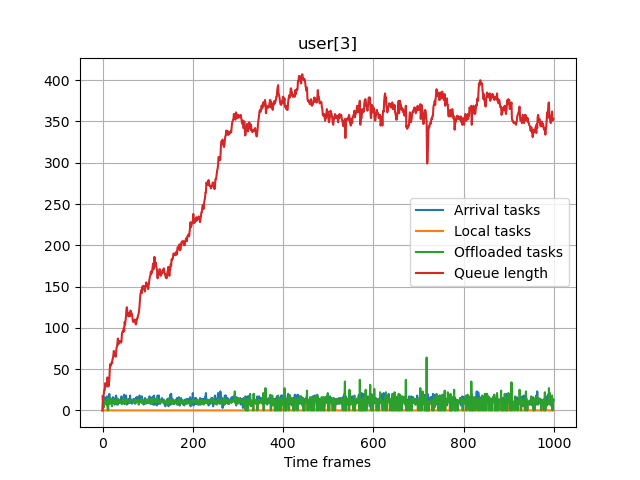 user[3]
400
350
300
250
200
150
100
50
0
Arrival tasks
Local tasks
Offloaded tasks
Queue length
0 200 400 600 800 1000
Time frames